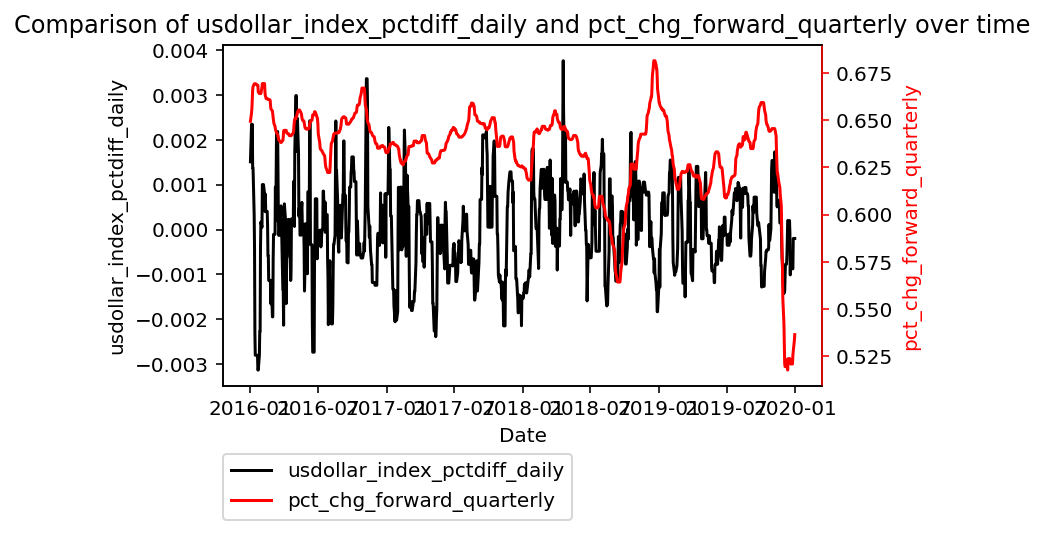 Comparison of usdollar_index_pctdiff_daily and pct_chg_forward_quarterly over time
0.004
0.003
0.002
0.001
0.000
−0.001
−0.002
−0.003
usdollar_index_pctdiff_daily
0.675
0.650
0.625
0.600
0.575
0.550
0.525
pct_chg_forward_quarterly
2016-01 2016-07 2017-01 2017-07 2018-01 2018-07 2019-01 2019-07 2020-01
Date
usdollar_index_pctdiff_daily
pct_chg_forward_quarterly